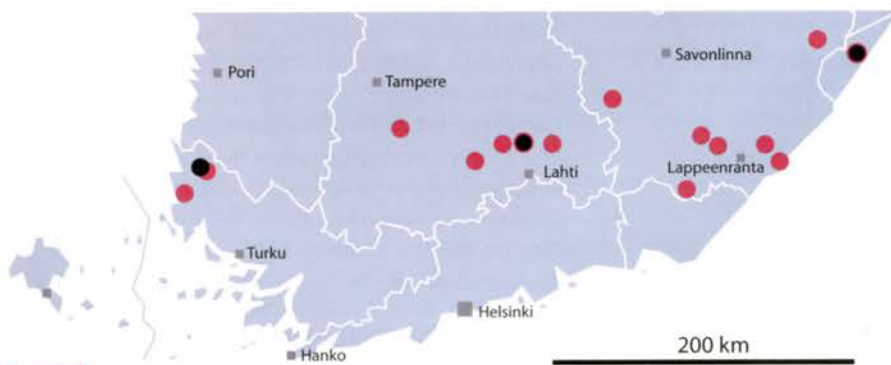 Pori
Tampere
Savonlinna
Lahti
Lappeenranta
Turku
Helsinki
Hanko
200 km